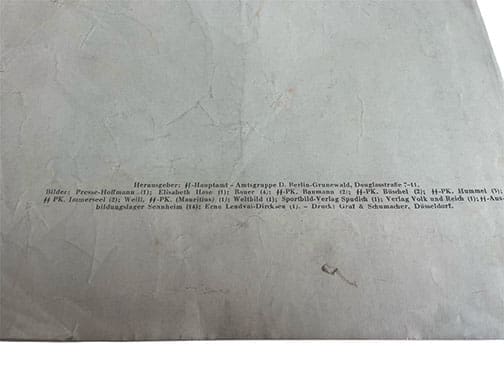 Herausgeber: ᛋᛋ-Hauptamt - Amtsgruppe D. Berlin-Grunewald, Douglasstraße 7-11.
Bilder: Presse-Hoffmann (1); Elisabeth Hase (1); Bauer (4); ᛋᛋ-PK. Baumann (2); ᛋᛋ-PK. Büschel (2); ᛋᛋ-PK. Hummel
ᛋᛋ PK. Immerseel (2); Weill, ᛋᛋ-PK. (Mauritius) (1); Weltbild (1); Sportbild-Verlag Spudich (1); Verlag Volk und Reich (1); ᛋᛋ-Aus-
bildungslager Sennheim (14); Erna Lendvai-Dircksen (1). - Druck: Graf & Schumacher, Düsseldorf.